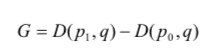 G = D(p₁, q) − D(p₀, q)